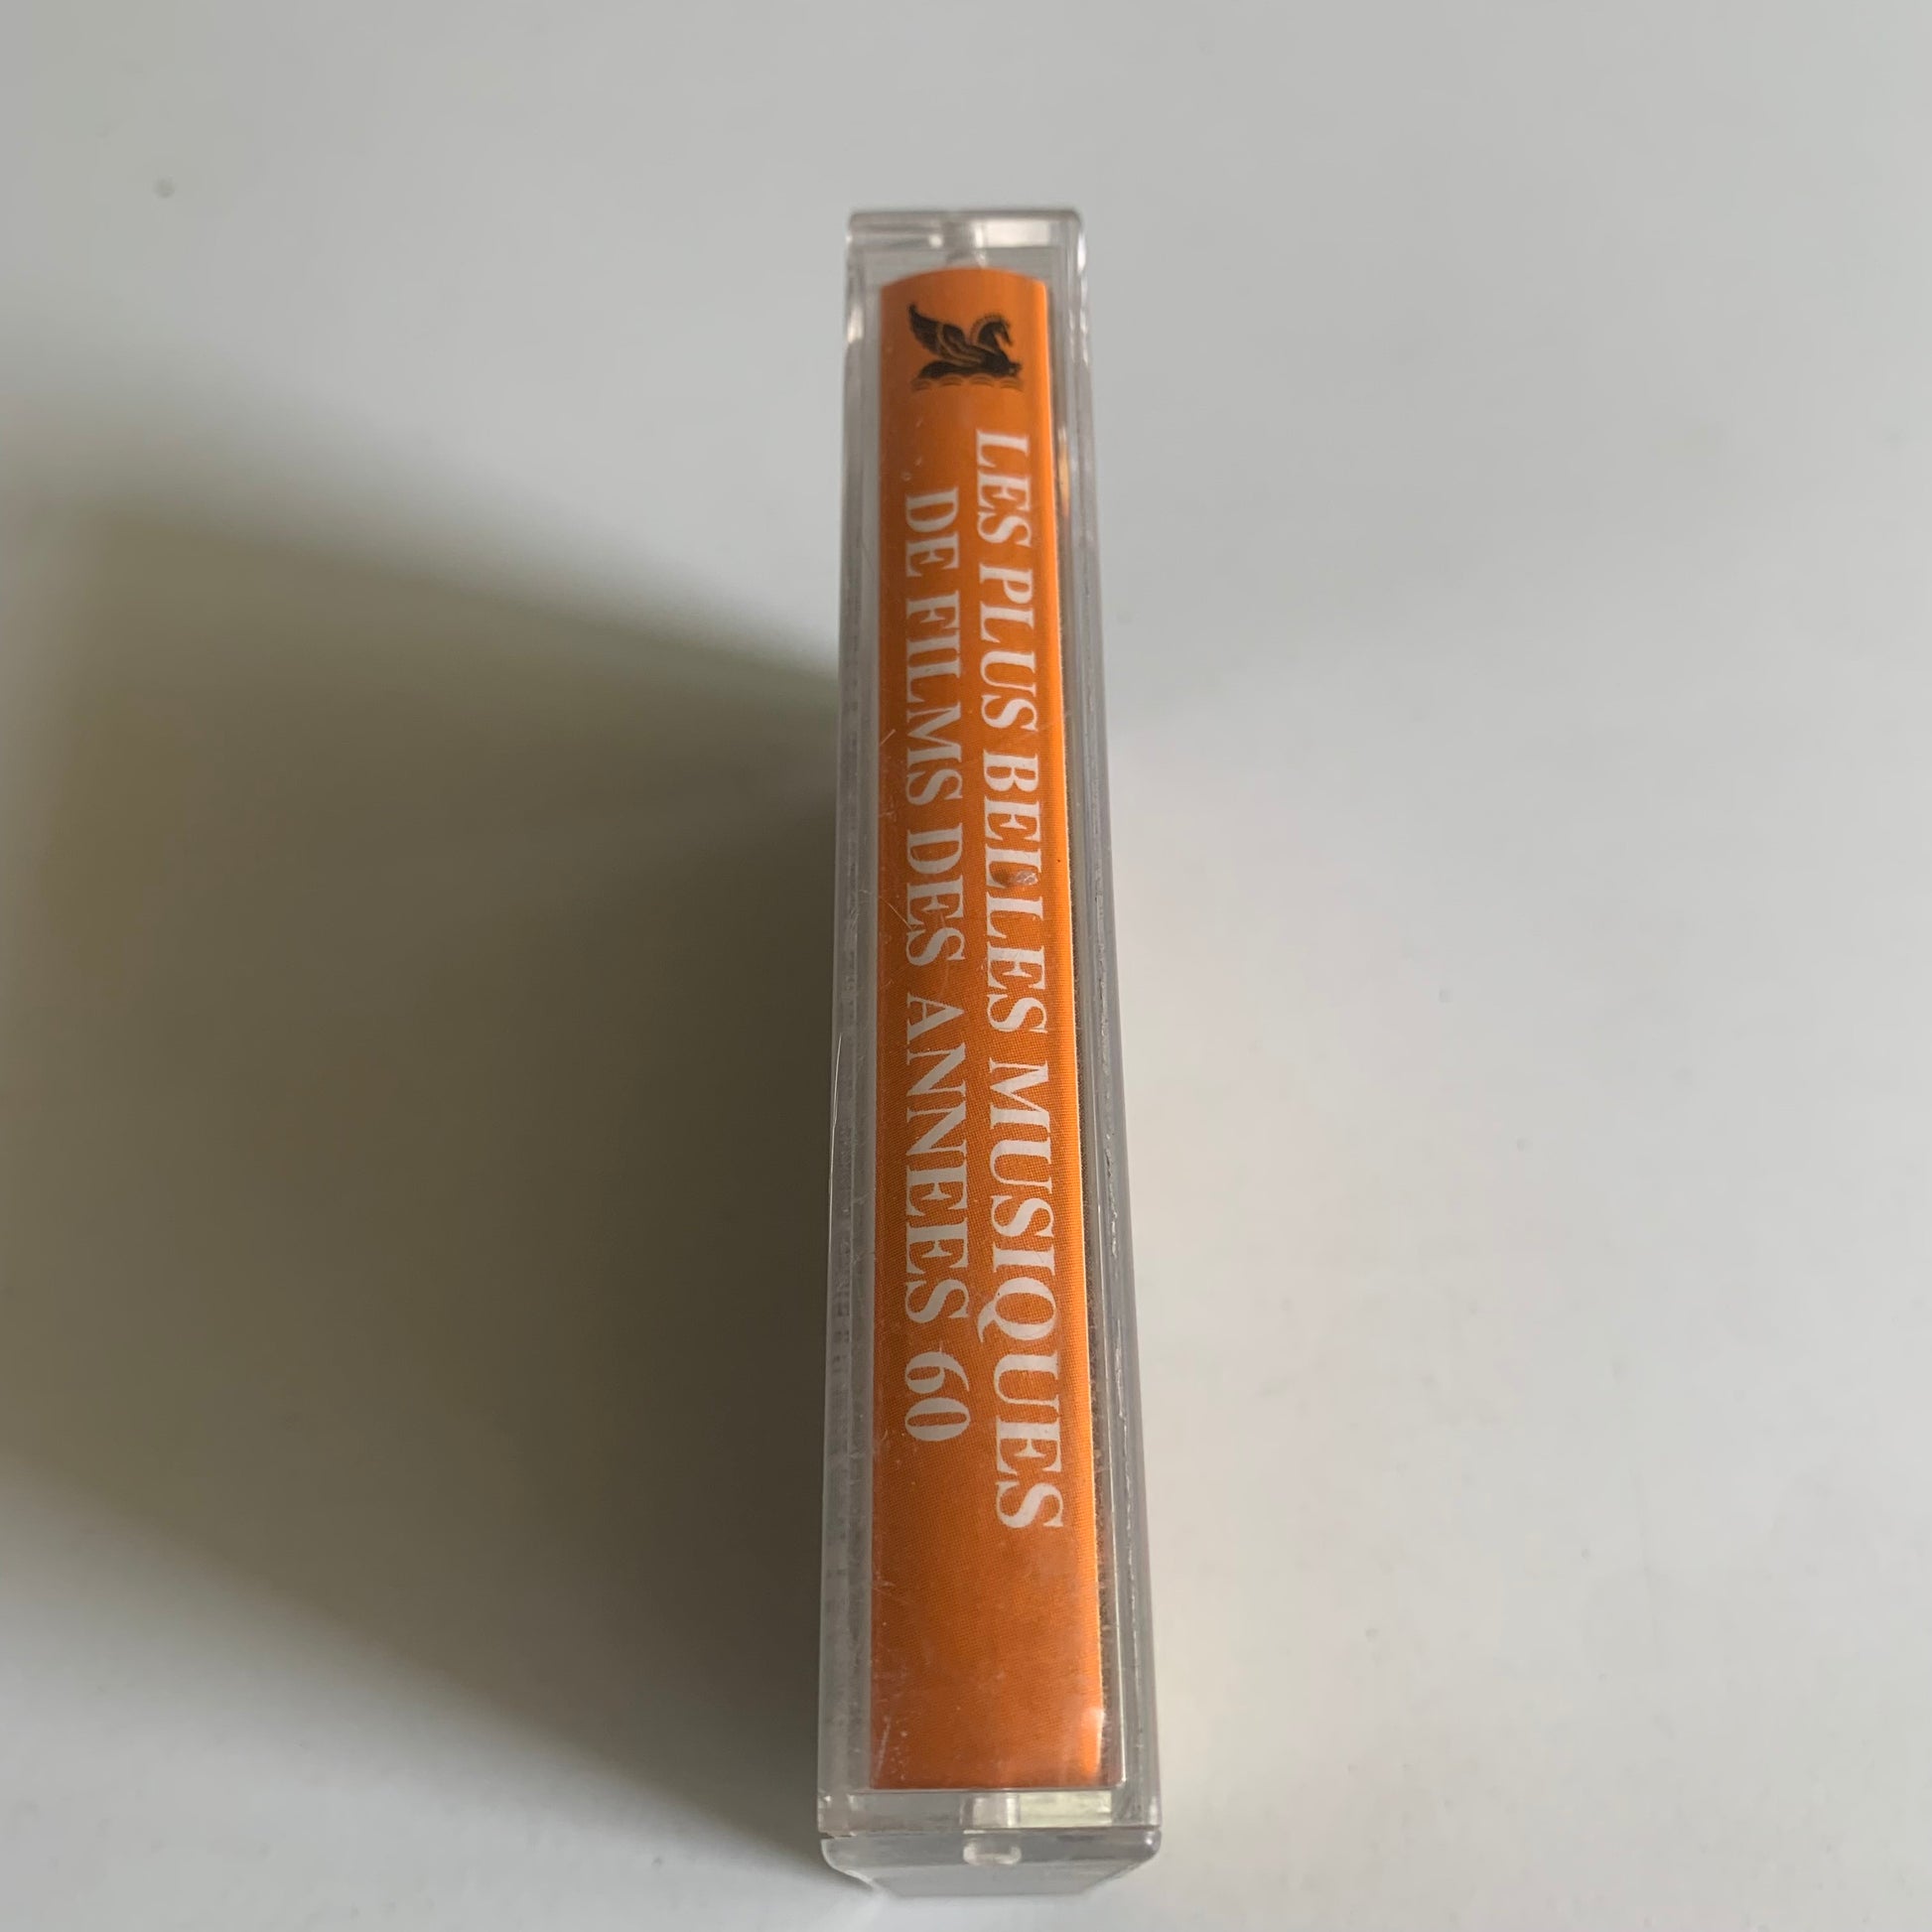 LES PLUS BELLES MUSIQUES
DE FILMS DES ANNEES 60